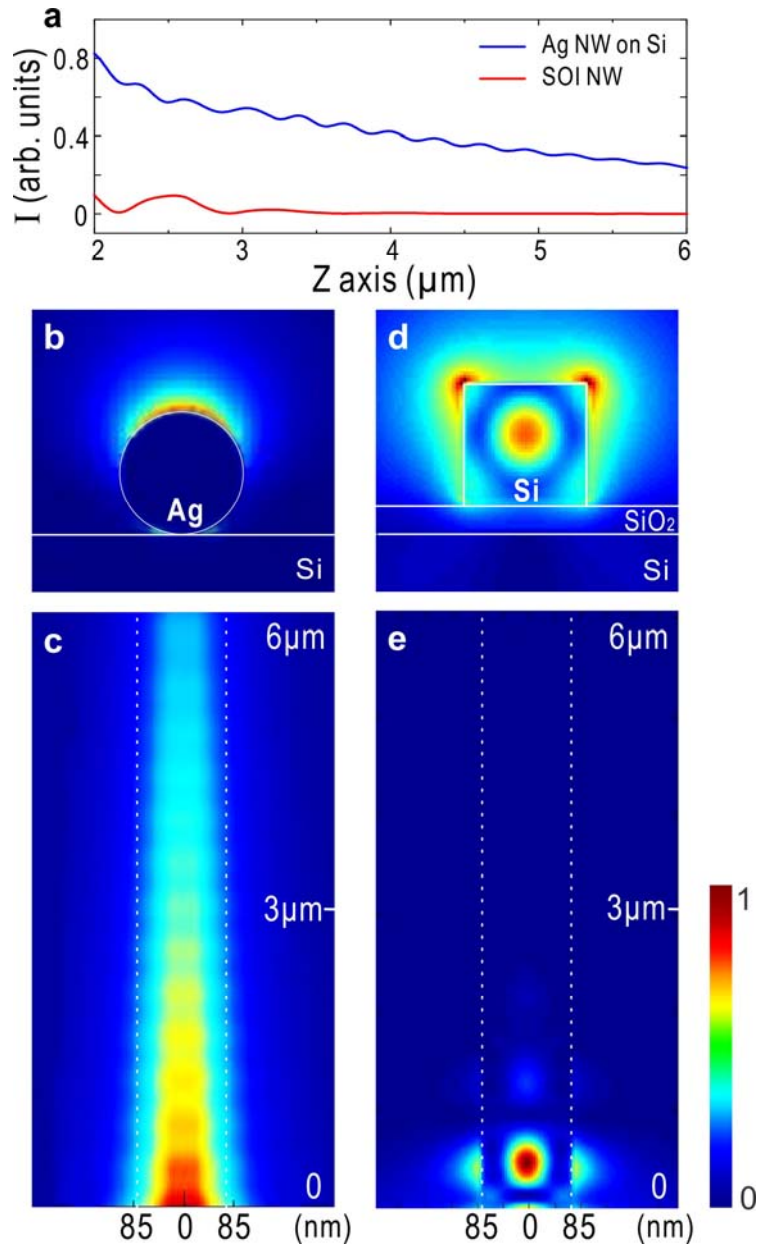 a
I (arb. units)
0.8
0.4
0
Ag NW on Si
SOI NW
2 3 4 5 6
Z axis (μm)
b
Ag
Si
d
Si
SiO₂
Si
c
6μm
3μm
0
85 0 85 (nm)
e
6μm
3μm
0
85 0 85 (nm)
1
0